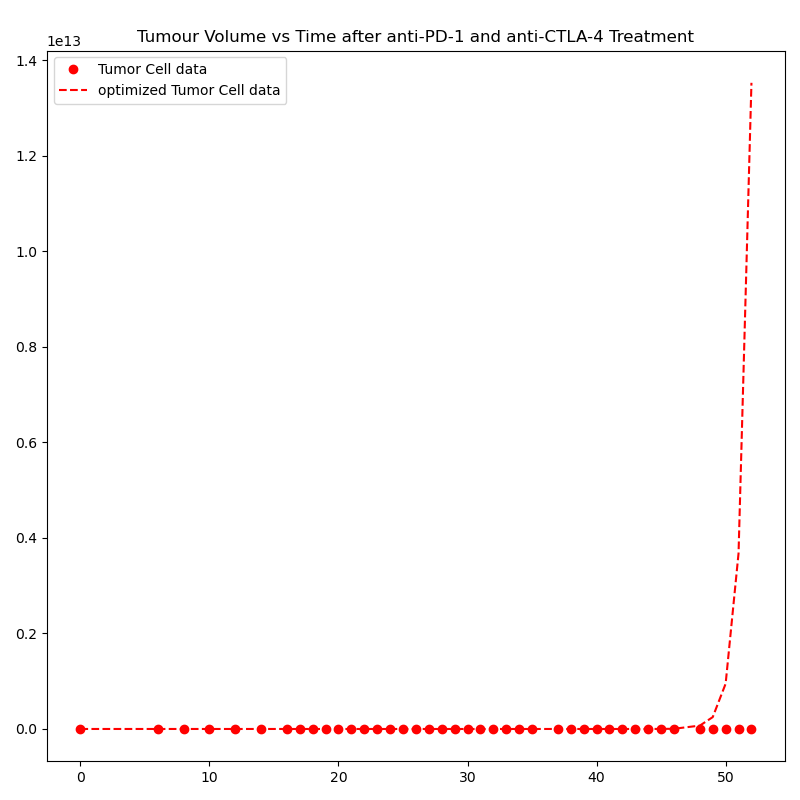 Tumour Volume vs Time after anti-PD-1 and anti-CTLA-4 Treatment
1e13
Tumor Cell data
optimized Tumor Cell data
1.4
1.2
1.0
0.8
0.6
0.4
0.2
0.0
0 10 20 30 40 50